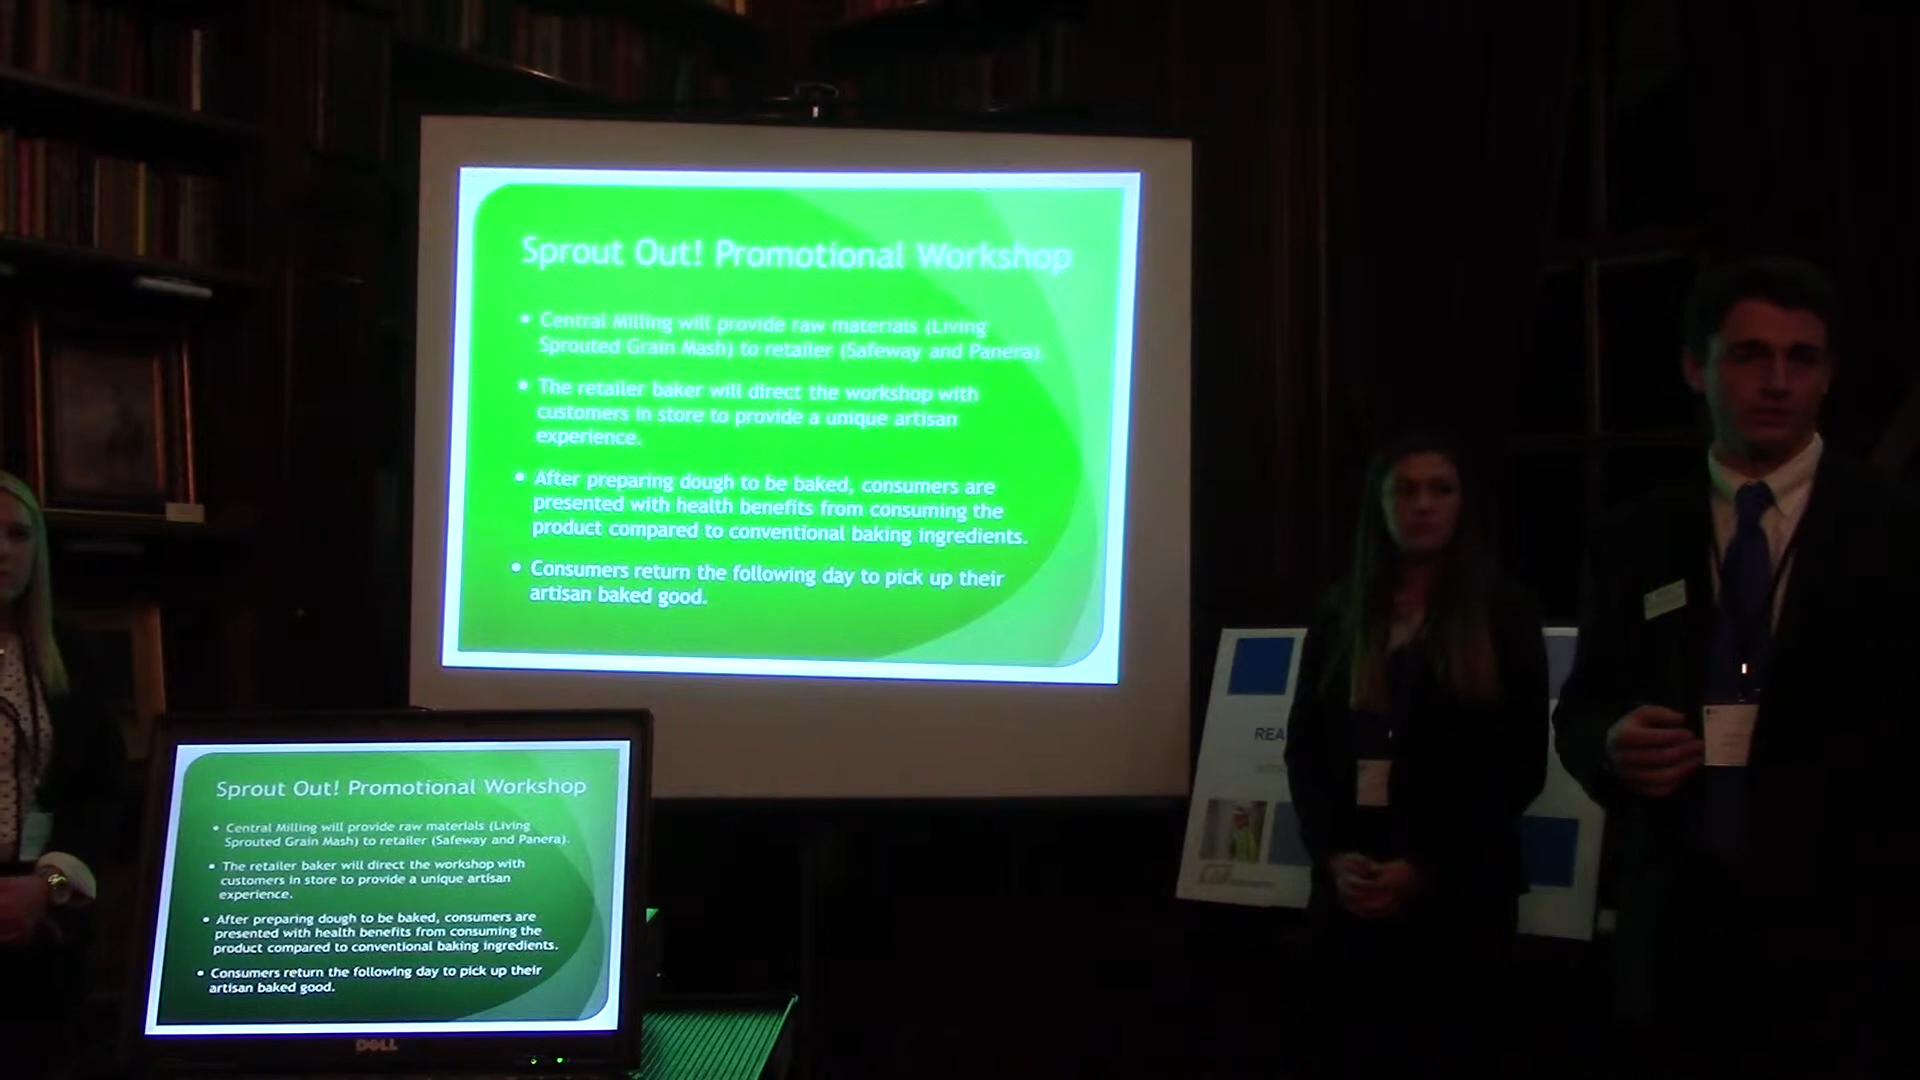 Sprout Out! Promotional Workshop
• Central Milling will provide raw materials (Living
Sprouted Grain Mash) to retailer (Safeway and Panera).
• The retailer baker will direct the workshop with
customers in store to provide a unique artisan
experience.
• After preparing dough to be baked, consumers are
presented with health benefits from consuming the
product compared to conventional baking ingredients.
• Consumers return the following day to pick up their
artisan baked good.
REA
Sprout Out! Promotional Workshop
• Central Milling will provide raw materials (Living
Sprouted Grain Mash) to retailer (Safeway and Panera).
• The retailer baker will direct the workshop with
customers in store to provide a unique artisan
experience.
• After preparing dough to be baked, consumers are
presented with health benefits from consuming the
product compared to conventional baking ingredients.
• Consumers return the following day to pick up their
artisan baked good.
DELL